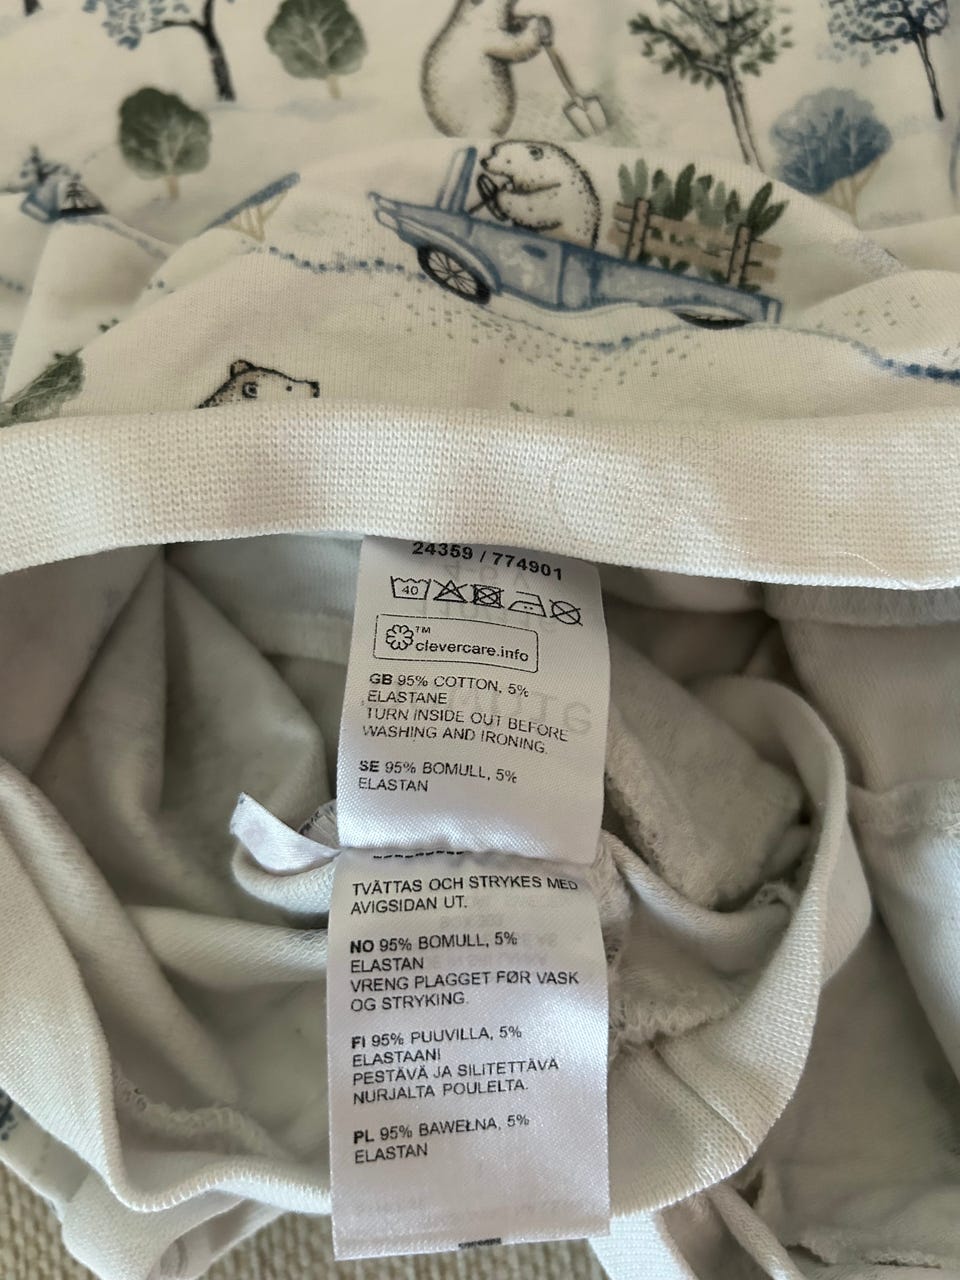 24359 / 774901
40
TM
clevercare.info
GB 95% COTTON, 5%
ELASTANE
TURN INSIDE OUT BEFORE
WASHING AND IRONING.
SE 95% BOMULL, 5%
ELASTAN
TVÄTTAS OCH STRYKES MED
AVIGSIDAN UT.
NO 95% BOMULL, 5%
ELASTAN
VRENG PLAGGET FØR VASK
OG STRYKING.
FI 95% PUUVILLA, 5%
ELASTAANI
PESTÄVÄ JA SILITETTÄVÄ
NURJALTA POULELTA.
PL 95% BAWEŁNA, 5%
ELASTAN